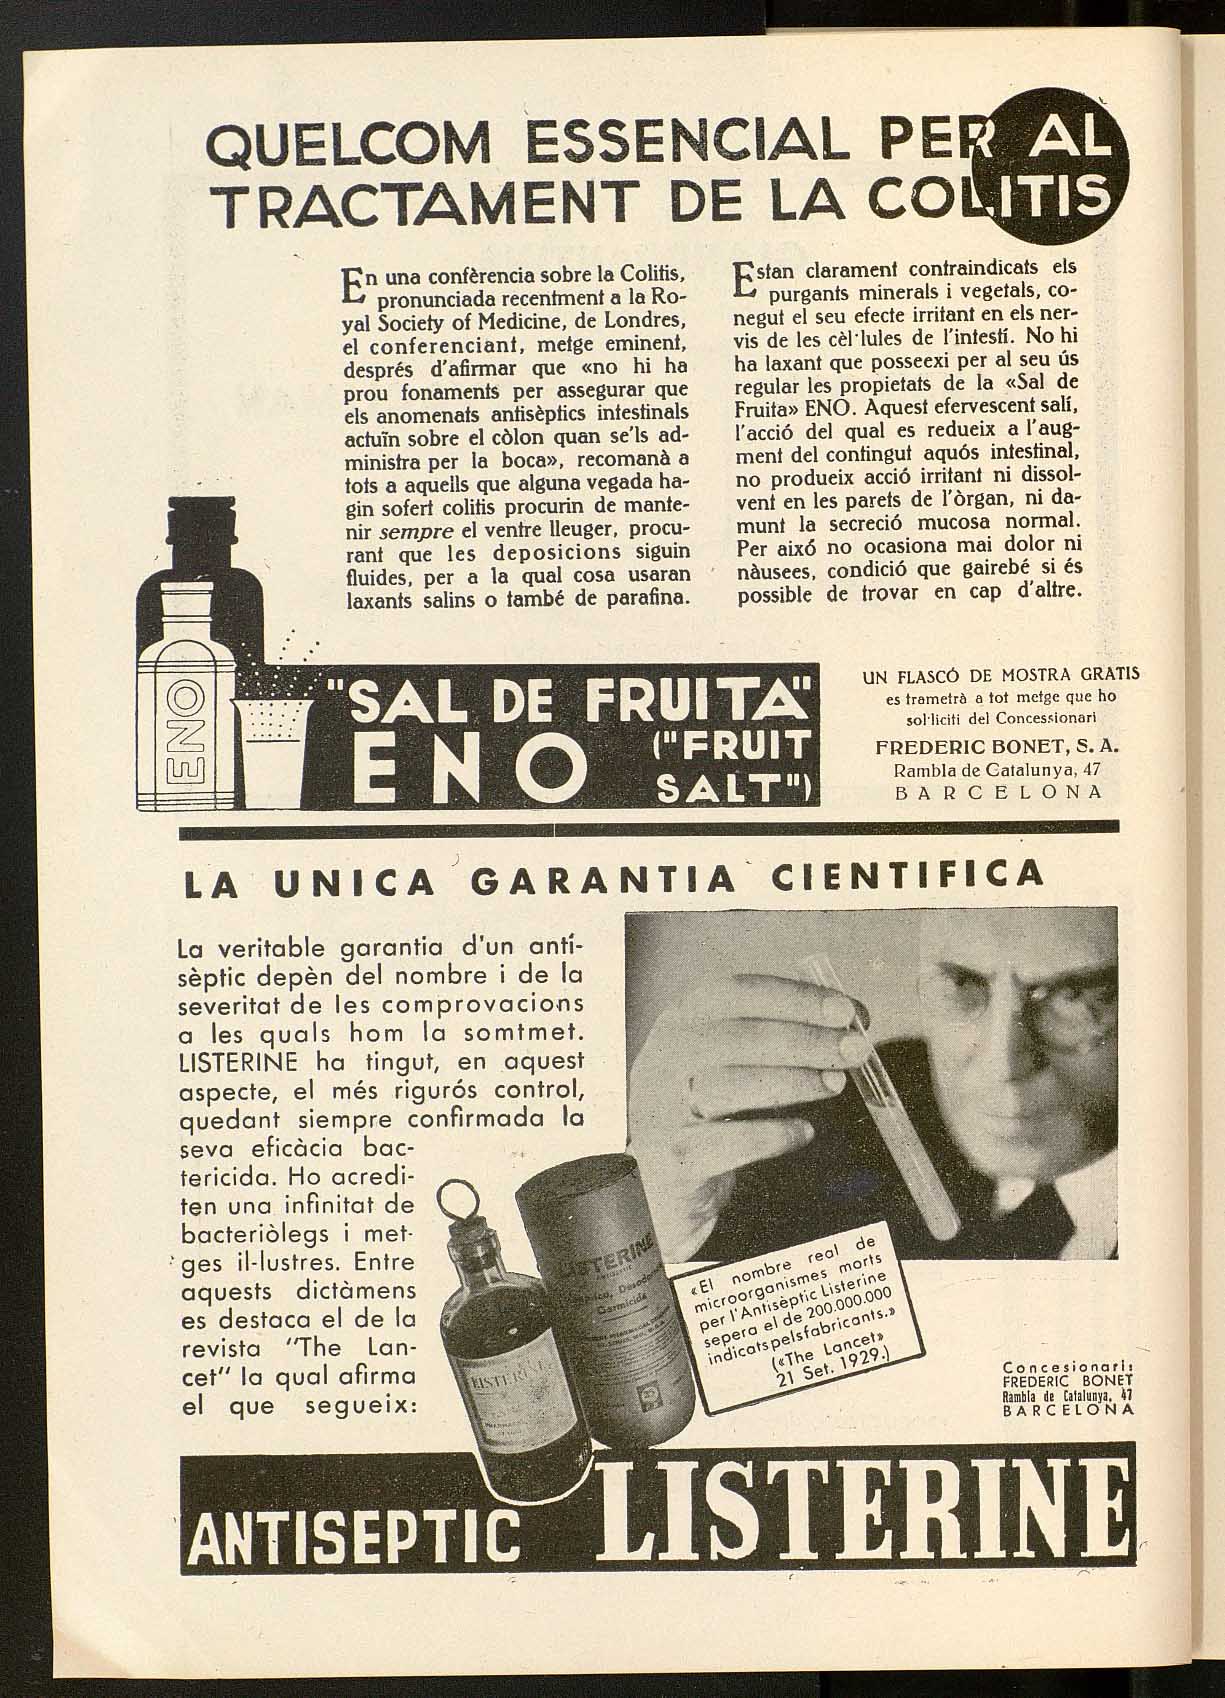 QUELCOM ESSENCIAL PER AL
TRACTAMENT DE LA COLITIS
En una confèrencia sobre la Colitis,
pronunciada recentment a la Ro-
yal Society of Medicine, de Londres,
el conferenciant, metge eminent,
després d'afirmar que «no hi ha
prou fonaments per assegurar que
els anomenats antisèptics intestinals
actuïn sobre el còlon quan se'ls ad-
ministra per la boca», recomanà a
tots a aquells que alguna vegada ha-
gin sofert colitis procurin de mante-
nir sempre el ventre lleuger, procu-
rant que les deposicions siguin
fluides, per a la qual cosa usaran
laxants salins o també de parafina.
Estan clarament contraindicats els
purgants minerals i vegetals, co-
negut el seu efecte irritant en els ner-
vis de les cèl·lules de l'intestí. No hi
ha laxant que posseexi per al seu ús
regular les propietats de la «Sal de
Fruita» ENO. Aquest efervescent salí,
l'acció del qual es redueix a l'aug-
ment del contingut aquós intestinal,
no produeix acció irritant ni dissol-
vent en les parets de l'òrgan, ni da-
munt la secreció mucosa normal.
Per aixó no ocasiona mai dolor ni
nàusees, condició que gairebé si és
possible de trovar en cap d'altre.
ENO
"SAL DE FRUITA"
ENO ("FRUIT
SALT")
UN FLASCÓ DE MOSTRA GRATIS
es trametrà a tot metge que ho
sol·liciti del Concessionari
FREDERIC BONET, S. A.
Rambla de Catalunya, 47
BARCELONA
LA UNICA GARANTIA CIENTIFICA
La veritable garantia d'un antí-
sèptic depèn del nombre i de la
severitat de les comprovacions
a les quals hom la somtmet.
LISTERINE ha tingut, en aquest
aspecte, el més rigurós control,
quedant siempre confirmada la
seva eficàcia bac-
tericida. Ho acredi-
ten una infinitat de
bacteriòlegs i met-
ges il-lustres. Entre
aquests dictàmens
es destaca el de la
revista "The Lan-
cet" la qual afirma
el que segueix:
LISTERINE
Germicida
LISTERINE
«El nombre real de
microorganismes morts
per l'Antisèptic Listerine
sepera el de 200.000.000
indicats pels fabricants.»
(«The Lancet»
21 Set. 1929.)
Concesionari:
FREDERIC BONET
Rambla de Catalunya, 47
BARCELONA
ANTISEPTIC LISTERINE